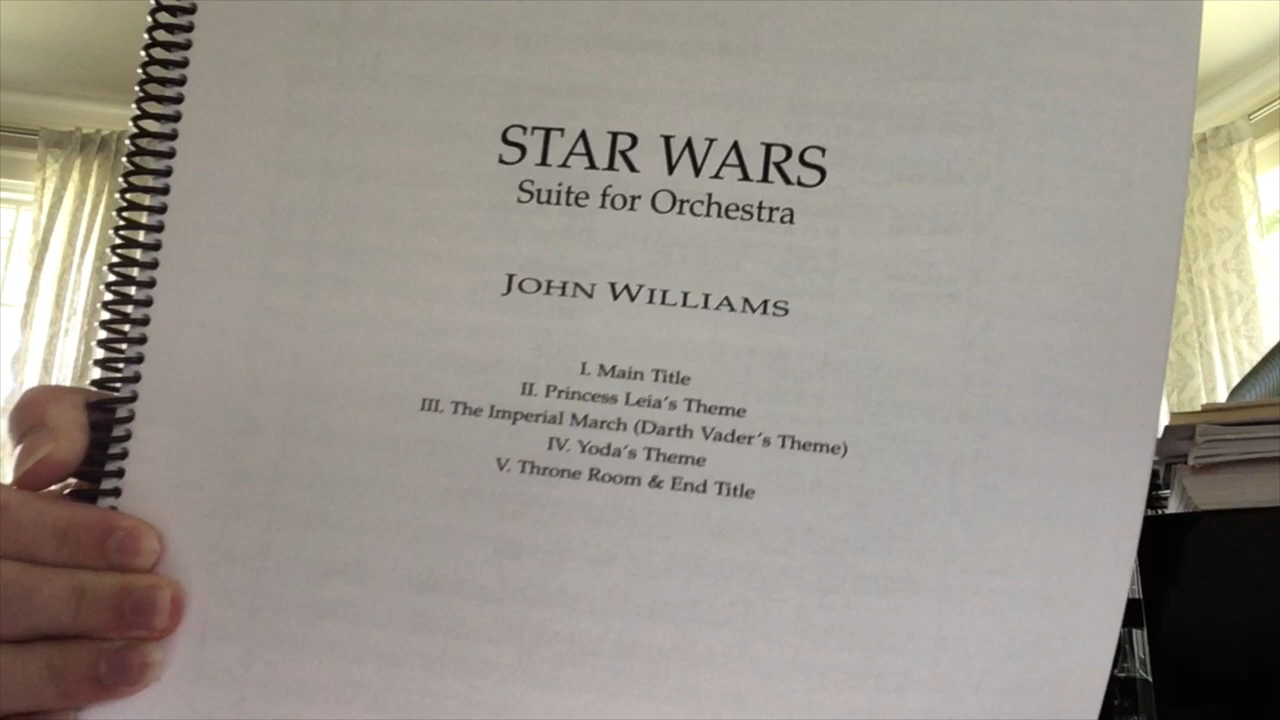 STAR WARS
Suite for Orchestra
JOHN WILLIAMS
I. Main Title
II. Princess Leia's Theme
III. The Imperial March (Darth Vader's Theme)
IV. Yoda's Theme
V. Throne Room & End Title